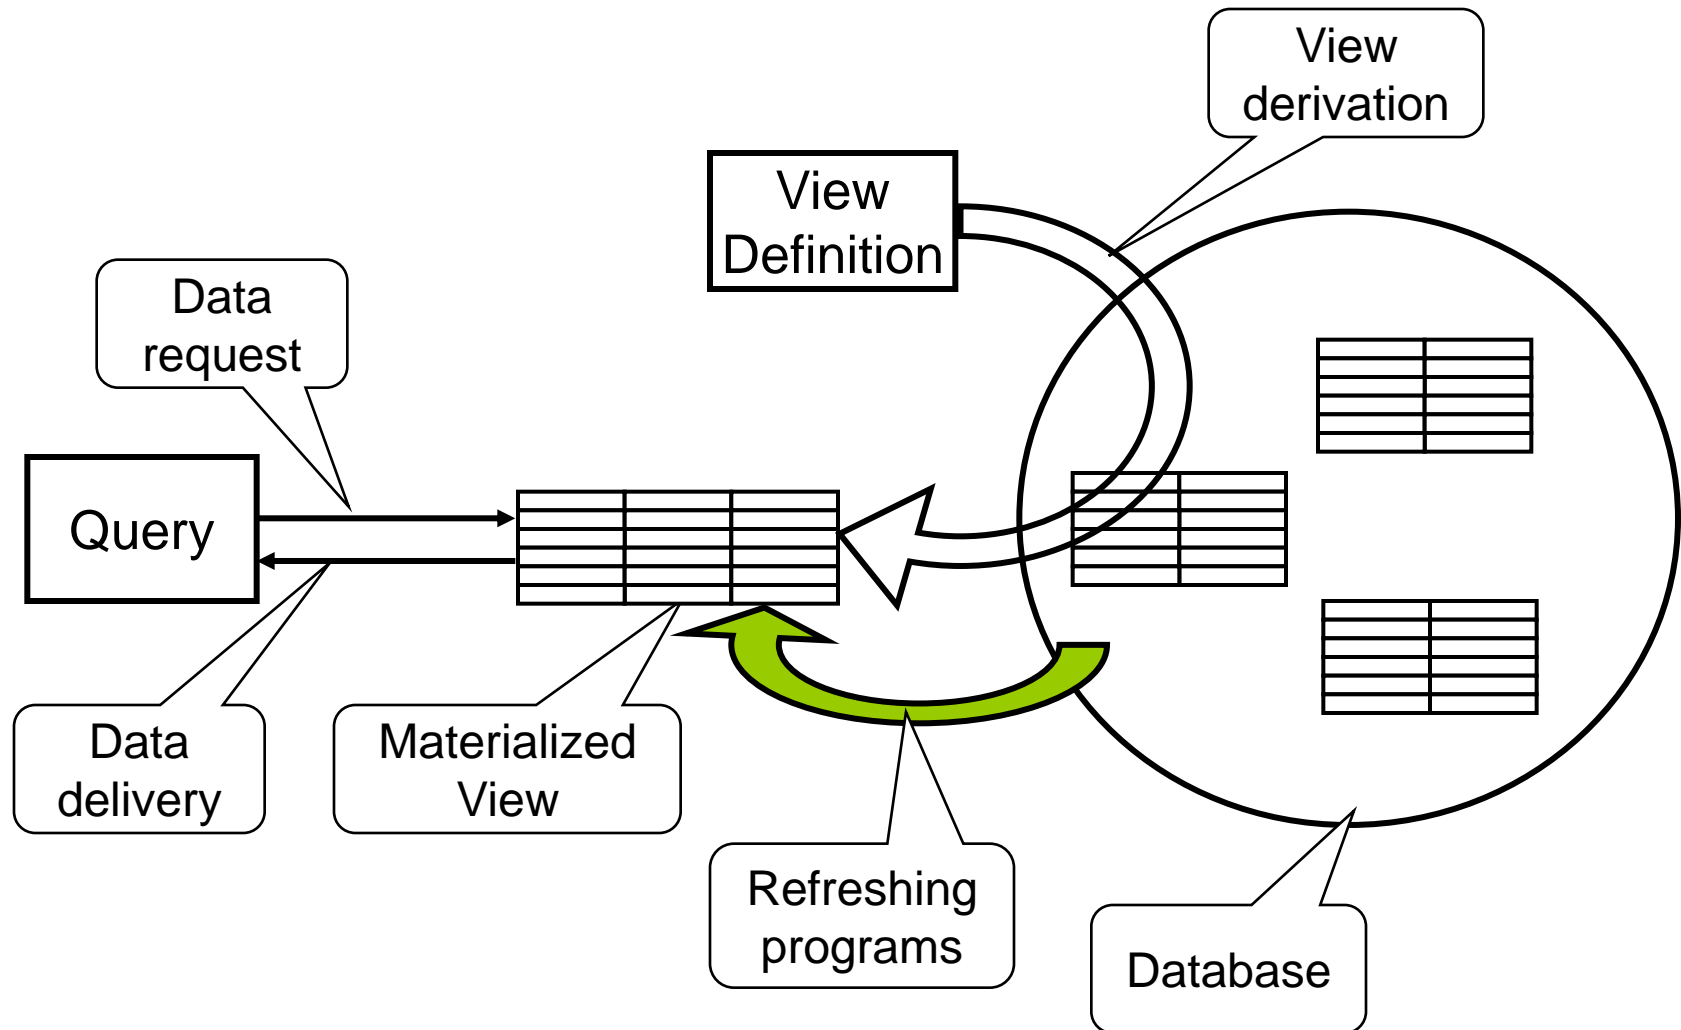 View
derivation
View
Definition
Data
request
Query
Data
delivery
Materialized
View
Refreshing
programs
Database